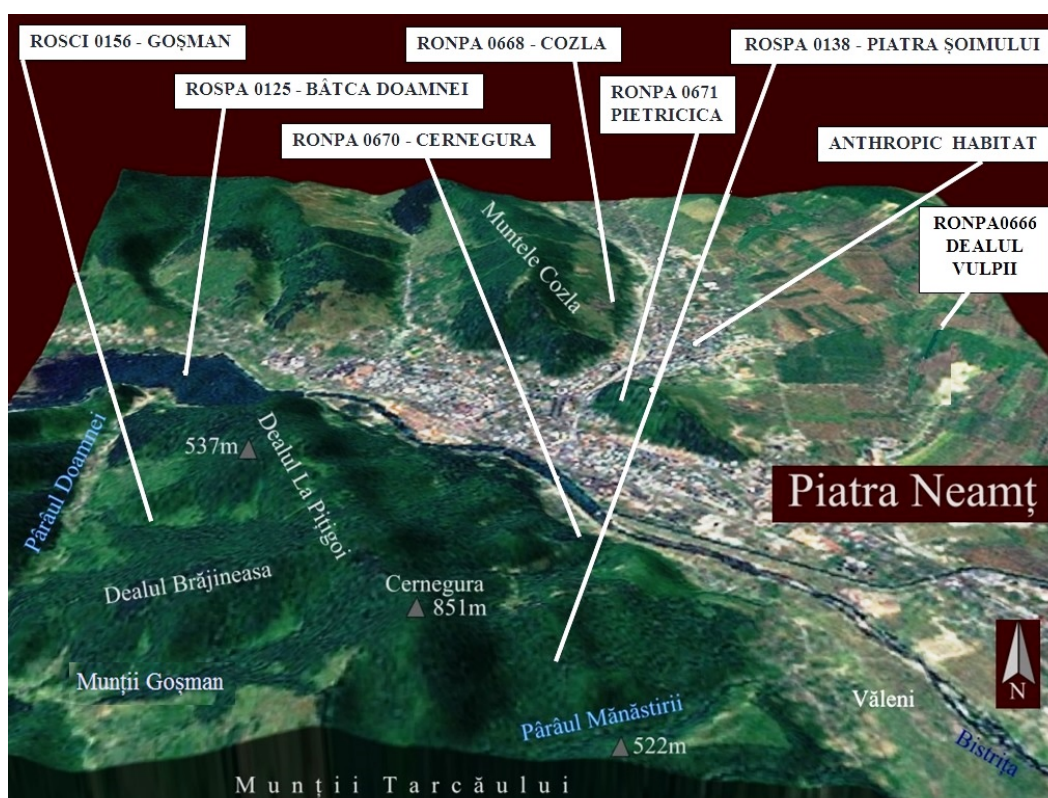 ROSCI 0156 - GOȘMAN
RONPA 0668 - COZLA
ROSPA 0138 - PIATRA ȘOIMULUI
ROSPA 0125 - BÂTCA DOAMNEI
RONPA 0671
PIETRICICA
RONPA 0670 - CERNEGURA
ANTHROPIC HABITAT
RONPA0666
DEALUL
VULPII
Muntele Cozla
537m
Dealul La Pițigoi
Pârâul Doamnei
Piatra Neamț
Dealul Brăjineasa
Cernegura
851m
Munții Goșman
N
Văleni
Pârâul Mănăstirii
522m
Bistrița
Munții Tarcăului